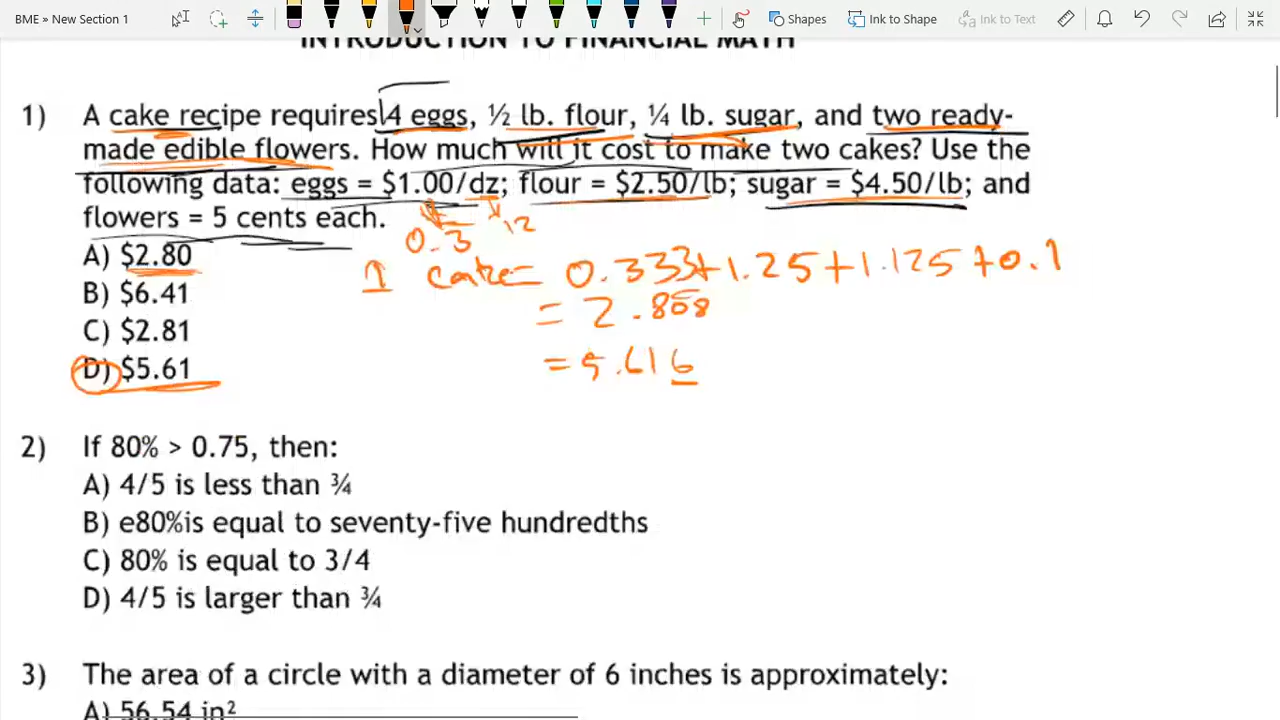 BME » New Section 1
Shapes
Ink to Shape
Ink to Text
INTRODUCTION TO FINANCIAL MATH
1) A cake recipe requires 4 eggs, ½ lb. flour, ¼ lb. sugar, and two ready-
made edible flowers. How much will it cost to make two cakes? Use the
following data: eggs = $1.00/dz; flour = $2.50/lb; sugar = $4.50/lb; and
flowers = 5 cents each.
0.3 12
A) $2.80
1 cake = 0.333+1.25+1.125+0.1
B) $6.41
= 2.808
C) $2.81
= 5.616
D) $5.61
2) If 80% > 0.75, then:
A) 4/5 is less than ¾
B) e80%is equal to seventy-five hundredths
C) 80% is equal to 3/4
D) 4/5 is larger than ¾
3) The area of a circle with a diameter of 6 inches is approximately:
A) 56.54 in²